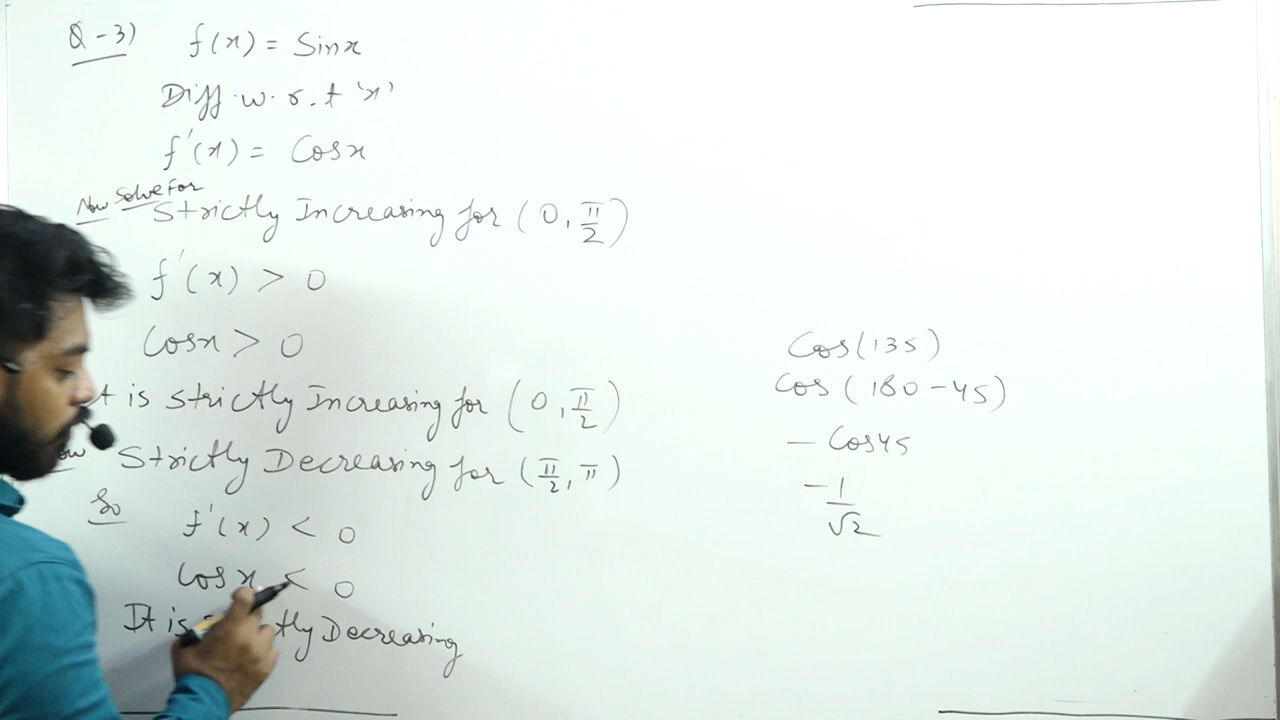 Q-3) f(x) = Sinx
Diff.w.r.t 'x'
f'(x) = Cosx
Now Solve For
Strictly Increasing for (0, π/2)
f'(x) > 0
Cosx > 0
is strictly Increasing for (0, π/2)
Strictly Decreasing for (π/2, π)
So
f'(x) < 0
Cosx < 0
It is Decreasing
Cos(135)
Cos(180-45)
- Cos45
-1/√2